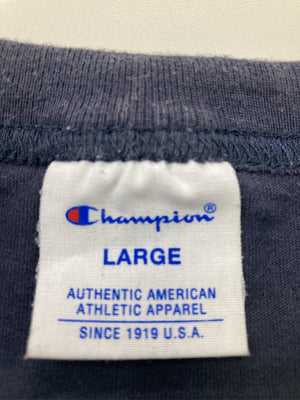 Champion®
LARGE
AUTHENTIC AMERICAN
ATHLETIC APPAREL
SINCE 1919 U.S.A.